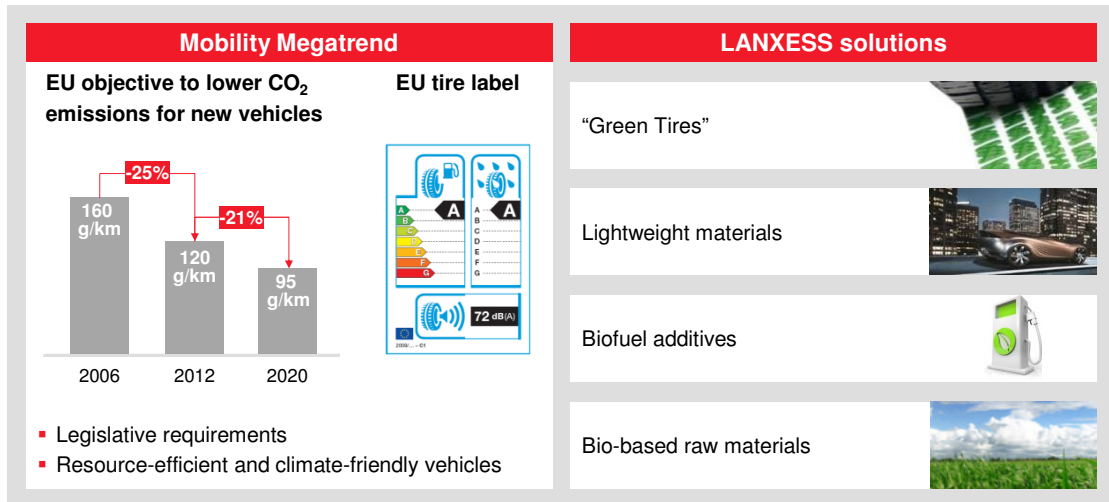 Mobility Megatrend
EU objective to lower CO₂
emissions for new vehicles
-25%
160
g/km
-21%
120
g/km
95
g/km
2006
2012
2020
EU tire label
A
A
B
C
D
E
F
G
A
A
B
C
D
E
F
G
72 dB(A)
▪ Legislative requirements
▪ Resource-efficient and climate-friendly vehicles
LANXESS solutions
“Green Tires”
Lightweight materials
Biofuel additives
Bio-based raw materials